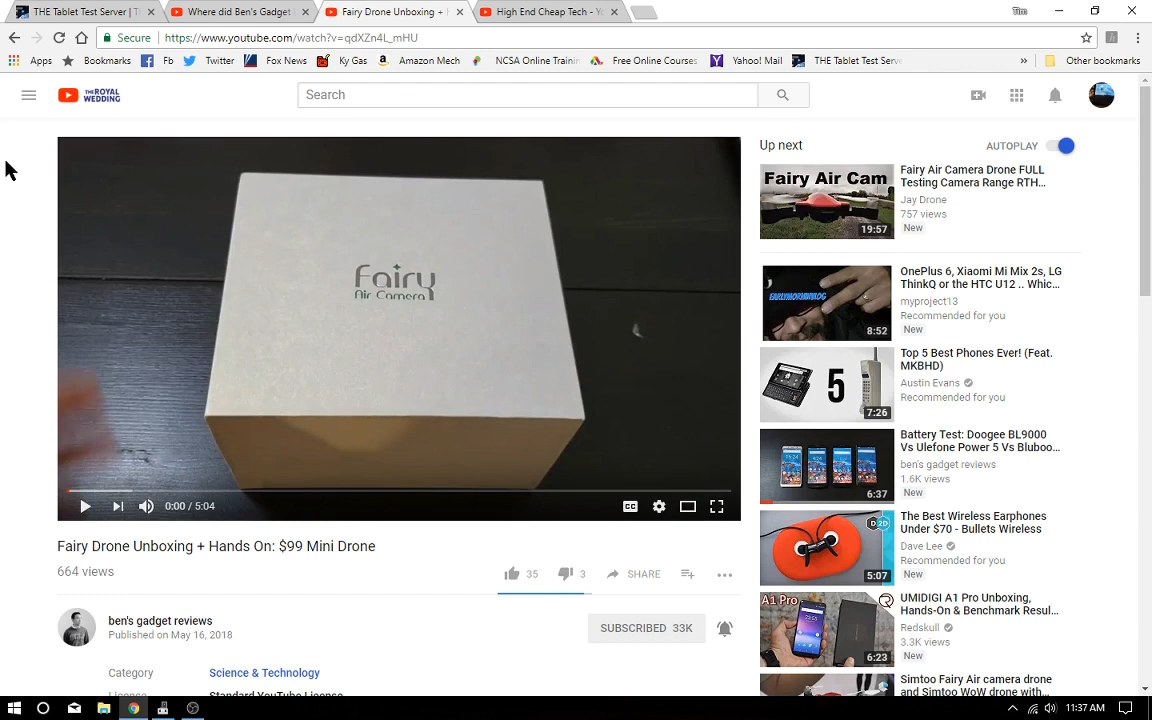 THE Tablet Test Server | T
Where did Ben's Gadget
Fairy Drone Unboxing +
High End Cheap Tech - Yo
Tim
Secure
https://www.youtube.com/watch?v=qdXZn4L_mHU
Apps
Bookmarks
Fb
Twitter
Fox News
Ky Gas
Amazon Mech
NCSA Online Trainin
Free Online Courses
Yahoo! Mail
THE Tablet Test Serve
»
Other bookmarks
THE ROYAL
WEDDING
Search
Fairy
Air Camera
0:00 / 5:04
CC
Fairy Drone Unboxing + Hands On: $99 Mini Drone
664 views
35
3
SHARE
ben's gadget reviews
Published on May 16, 2018
SUBSCRIBED 33K
Category
Science & Technology
License
Standard YouTube License
Up next
AUTOPLAY
Fairy Air Cam
19:57
Fairy Air Camera Drone FULL
Testing Camera Range RTH...
Jay Drone
757 views
New
8:52
OnePlus 6, Xiaomi Mi Mix 2s, LG
ThinkQ or the HTC U12 .. Whic...
myproject13
Recommended for you
New
5
7:26
Top 5 Best Phones Ever! (Feat.
MKBHD)
Austin Evans
Recommended for you
6:37
Battery Test: Doogee BL9000
Vs Ulefone Power 5 Vs Bluboo...
ben's gadget reviews
1.6K views
New
D2D
5:07
The Best Wireless Earphones
Under $70 - Bullets Wireless
Dave Lee
Recommended for you
New
A1 Pro
6:23
UMIDIGI A1 Pro Unboxing,
Hands-On & Benchmark Resul...
Redskull
3.3K views
New
Simtoo Fairy Air camera drone
and Simtoo WoW drone with...
11:37 AM